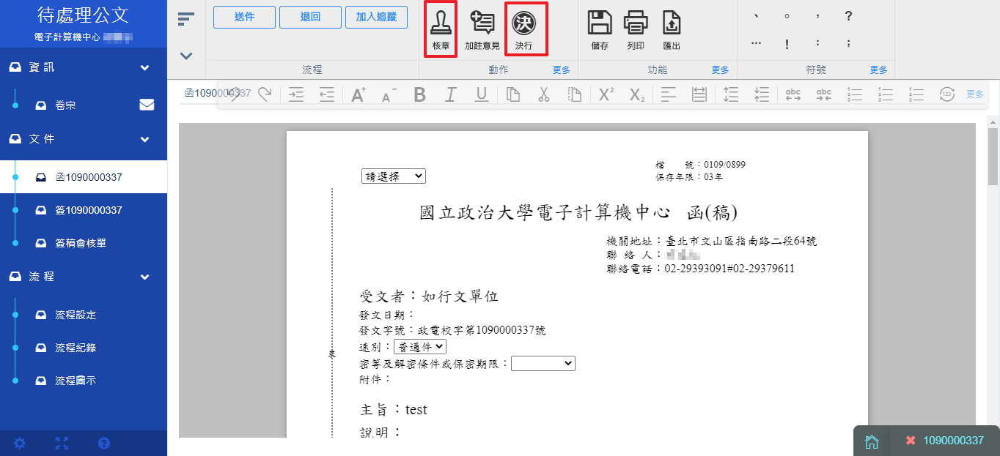 待處理公文
電子計算機中心
資 訊
卷宗
文 件
函1090000337
簽1090000337
簽稿會核單
流 程
流程設定
流程紀錄
流程圖示
送件
退回
加入追蹤
流程
核章
加註意見
決
決行
動作
更多
儲存
列印
匯出
功能
更多
、 。 , ?
… ! : ;
符號
更多
函1090000337
A+ A- B I U X² X₂ abc abc 123 更多
請選擇
檔　　號：0109/0899
保存年限：03年
國立政治大學電子計算機中心 函(稿)
機關地址：臺北市文山區指南路二段64號
聯 絡 人：
聯絡電話：02-29393091#02-29379611
受文者：如行文單位
發文日期：
發文字號：政電校字第1090000337號
速別：普通件
密等及解密條件或保密期限：
附件：
裝
主旨：test
說明：
1090000337